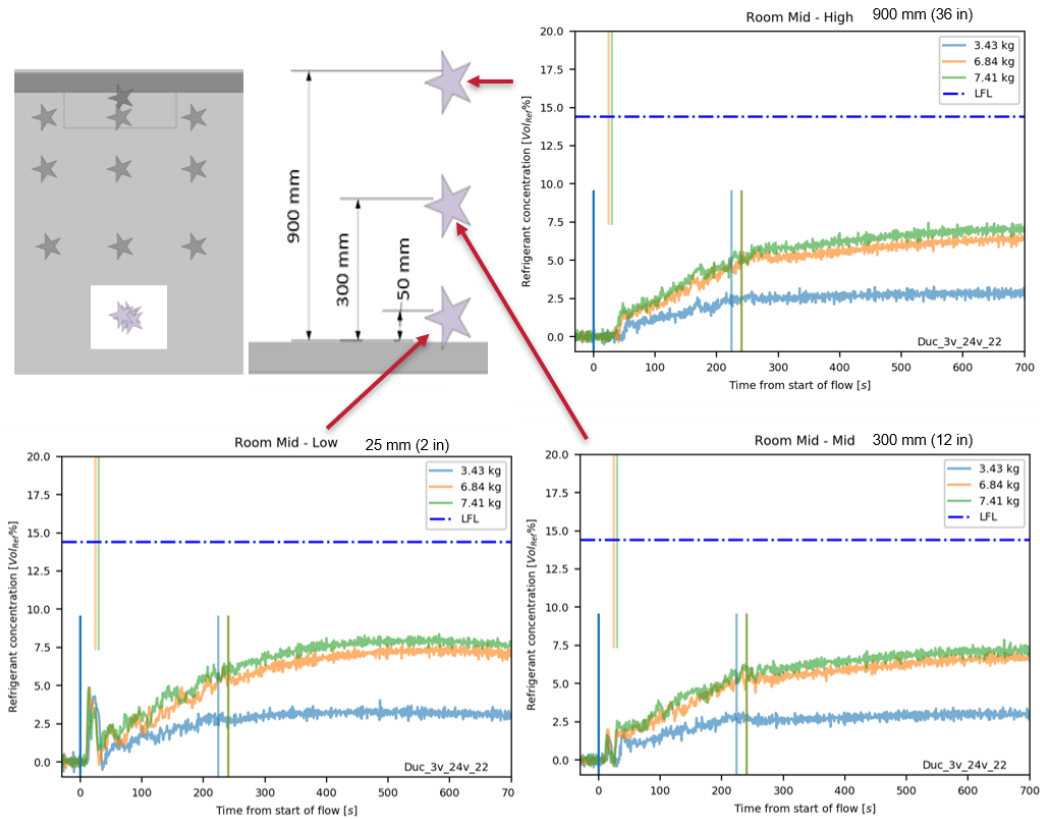 Room Mid - High 900 mm (36 in)
20.0
17.5
15.0
12.5
10.0
7.5
5.0
2.5
0.0
Refrigerant concentration [Vol_Ref%]
3.43 kg
6.84 kg
7.41 kg
LFL
Duc_3v_24v_22
0 100 200 300 400 500 600 700
Time from start of flow [s]
900 mm
300 mm
50 mm
Room Mid - Low 25 mm (2 in)
20.0
17.5
15.0
12.5
10.0
7.5
5.0
2.5
0.0
Refrigerant concentration [Vol_Ref%]
3.43 kg
6.84 kg
7.41 kg
LFL
Duc_3v_24v_22
0 100 200 300 400 500 600 70
Time from start of flow [s]
Room Mid - Mid 300 mm (12 in)
20.0
17.5
15.0
12.5
10.0
7.5
5.0
2.5
0.0
Refrigerant concentration [Vol_Ref%]
3.43 kg
6.84 kg
7.41 kg
LFL
Duc_3v_24v_22
0 100 200 300 400 500 600 700
Time from start of flow [s]